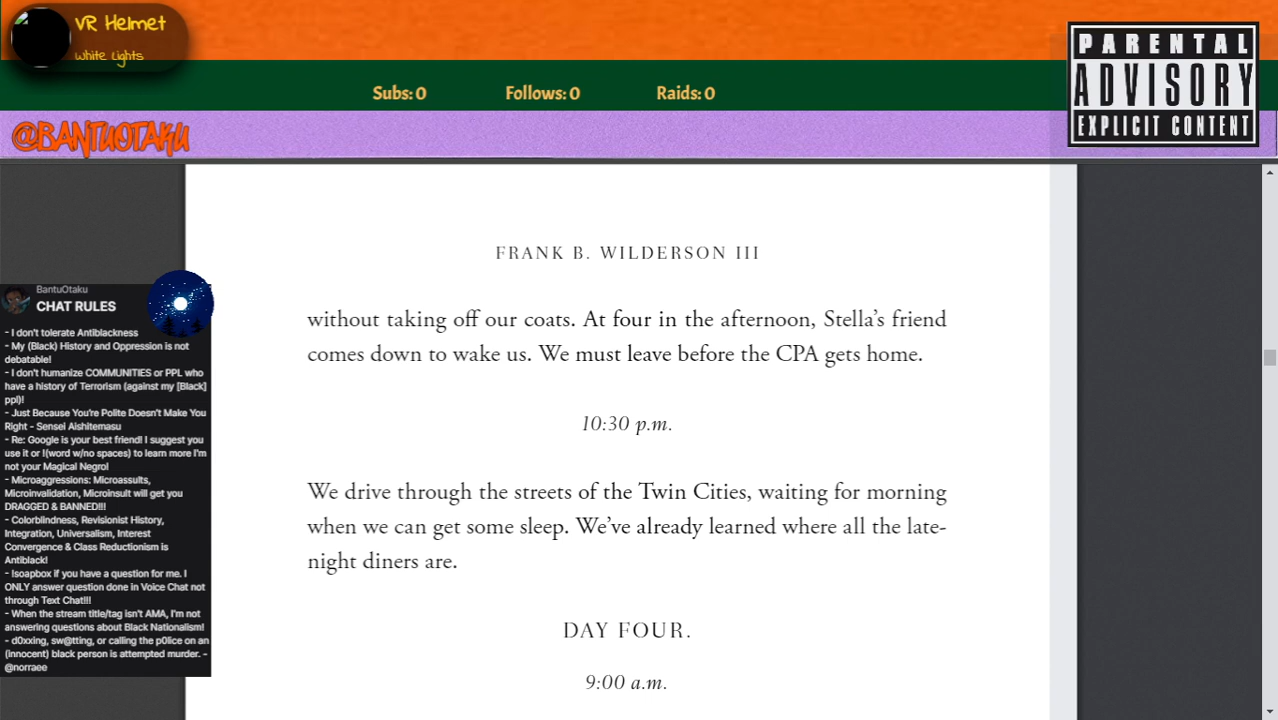 VR Helmet
White Lights
PARENTAL
ADVISORY
EXPLICIT CONTENT
Subs: 0
Follows: 0
Raids: 0
@BANTUOTAKU
FRANK B. WILDERSON III
without taking off our coats. At four in the afternoon, Stella’s friend
comes down to wake us. We must leave before the CPA gets home.
10:30 p.m.
We drive through the streets of the Twin Cities, waiting for morning
when we can get some sleep. We’ve already learned where all the late-
night diners are.
DAY FOUR.
9:00 a.m.
BantuOtaku
CHAT RULES
- I don't tolerate Antiblackness
- My (Black) History and Oppression is not
debatable!
- I don't humanize COMMUNITIES or PPL who
have a history of Terrorism (against my [Black]
ppl)!
- Just Because You're Polite Doesn't Make You
Right - Sensei Aishitemasu
- Re: Google is your best friend! I suggest you
use it or !(word w/no spaces) to learn more I'm
not your Magical Negro!
- Microaggressions: Microassults,
Microinvalidation, Microinsult will get you
DRAGGED & BANNED!!!
- Colorblindness, Revisionist History,
Integration, Universalism, Interest
Convergence & Class Reductionism is
Antiblack!
- !soapbox if you have a question for me. I
ONLY answer question done in Voice Chat not
through Text Chat!!!
- When the stream title/tag isn't AMA, I'm not
answering questions about Black Nationalism!
- d0xxing, sw@tting, or calling the p0lice on an
(innocent) black person is attempted murder. -
@norraee